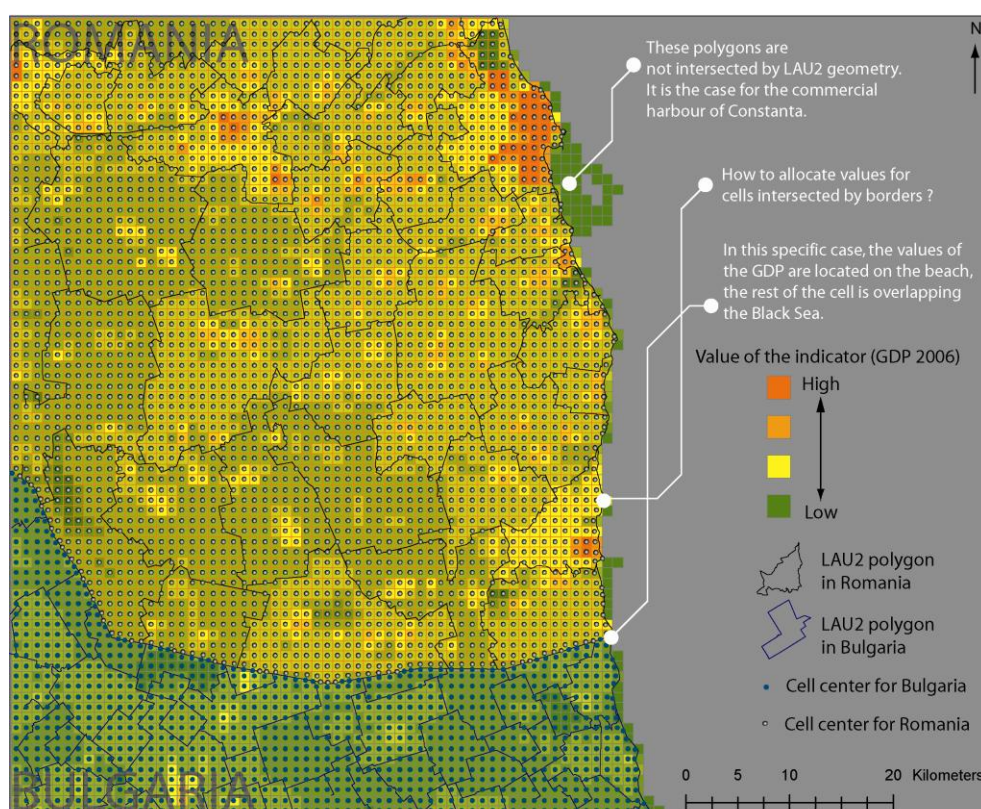 ROMANIA
N
These polygons are
not intersected by LAU2 geometry.
It is the case for the commercial
harbour of Constanta.
How to allocate values for
cells intersected by borders ?
In this specific case, the values of
the GDP are located on the beach,
the rest of the cell is overlapping
the Black Sea.
Value of the indicator (GDP 2006)
High
Low
LAU2 polygon
in Romania
LAU2 polygon
in Bulgaria
Cell center for Bulgaria
Cell center for Romania
BULGARIA
0 5 10 20 Kilometers